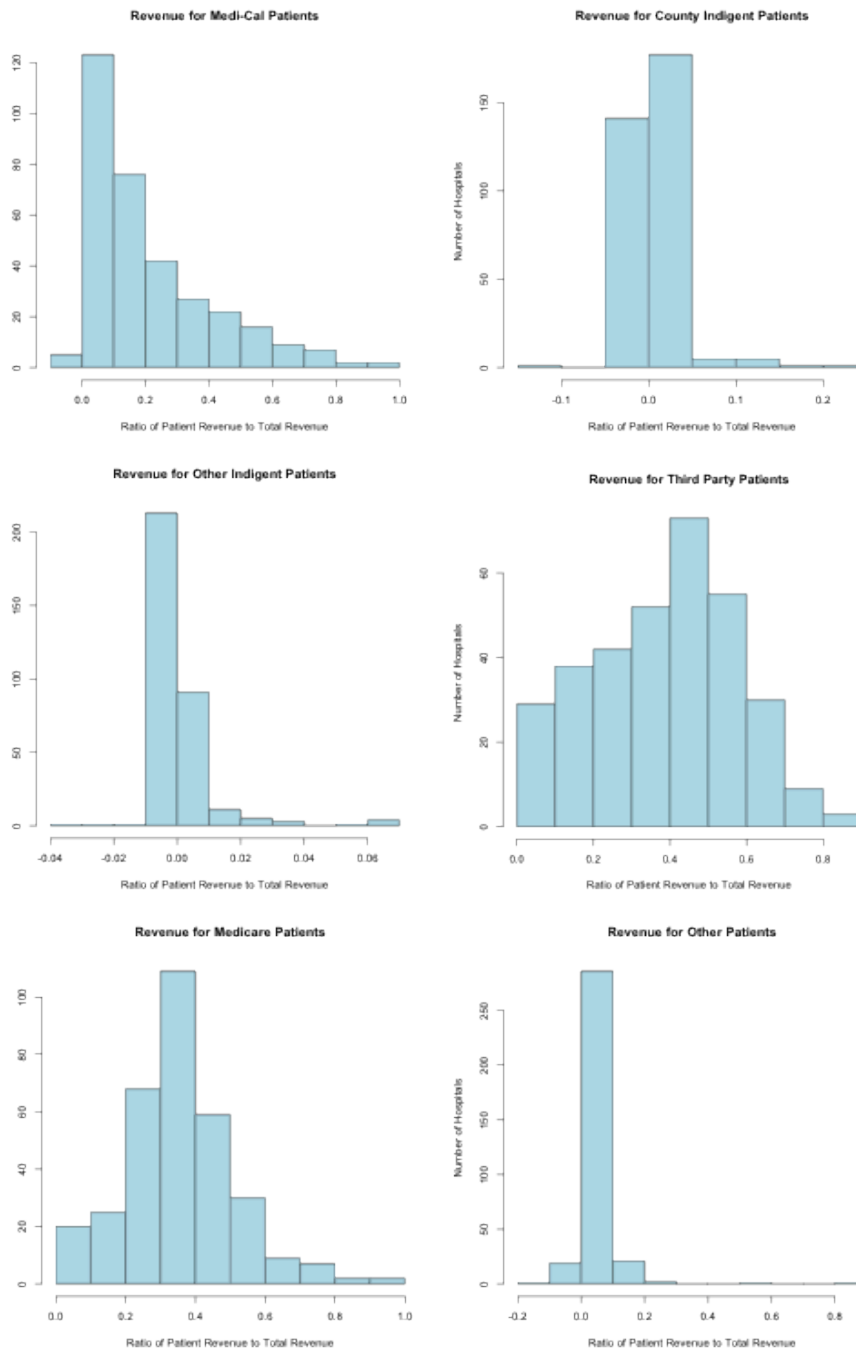 Revenue for Medi-Cal Patients
120
100
80
60
40
20
0
0.0 0.2 0.4 0.6 0.8 1.0
Ratio of Patient Revenue to Total Revenue
Revenue for County Indigent Patients
Number of Hospitals
150
100
50
0
-0.1 0.0 0.1 0.2
Ratio of Patient Revenue to Total Revenue
Revenue for Other Indigent Patients
200
150
100
50
0
-0.04 -0.02 0.00 0.02 0.04 0.06
Ratio of Patient Revenue to Total Revenue
Revenue for Third Party Patients
Number of Hospitals
60
40
20
0
0.0 0.2 0.4 0.6 0.8
Ratio of Patient Revenue to Total Revenue
Revenue for Medicare Patients
100
80
60
40
20
0
0.0 0.2 0.4 0.6 0.8 1.0
Ratio of Patient Revenue to Total Revenue
Revenue for Other Patients
Number of Hospitals
250
200
150
100
50
0
-0.2 0.0 0.2 0.4 0.6 0.8
Ratio of Patient Revenue to Total Revenue